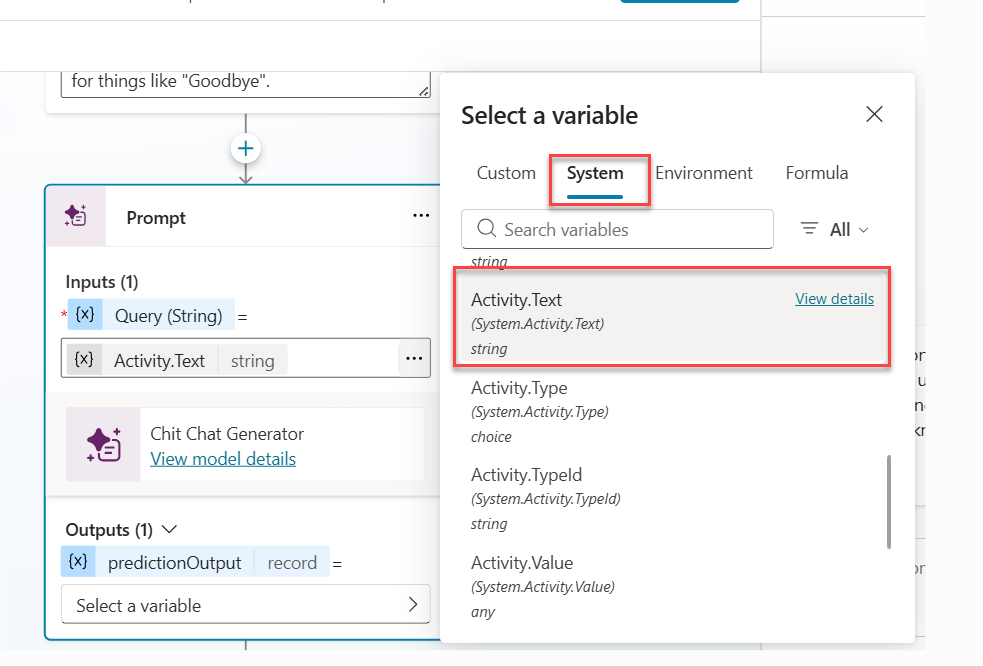 for things like "Goodbye".
Prompt
...
Inputs (1)
* {x} Query (String) =
{x} Activity.Text string ...
Chit Chat Generator
View model details
Outputs (1)
{x} predictionOutput record =
Select a variable
Select a variable
Custom System Environment Formula
Search variables All
string
Activity.Text View details
(System.Activity.Text)
string
Activity.Type
(System.Activity.Type)
choice
Activity.TypeId
(System.Activity.TypeId)
string
Activity.Value
(System.Activity.Value)
any